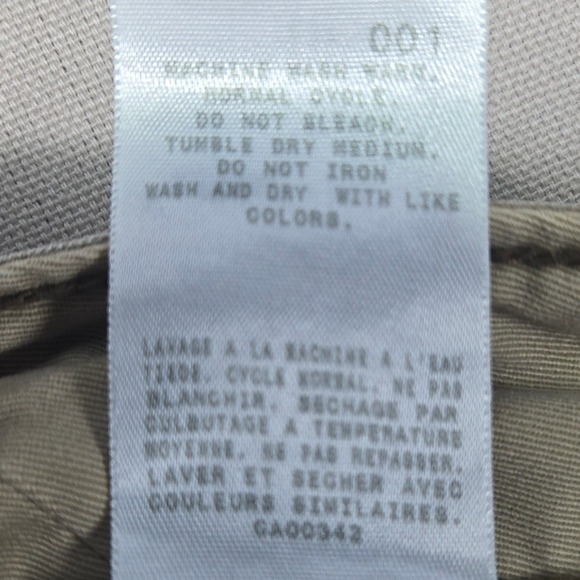 001
MACHINE WASH WARM.
NORMAL CYCLE.
DO NOT BLEACH.
TUMBLE DRY MEDIUM.
DO NOT IRON
WASH AND DRY WITH LIKE
COLORS.
LAVAGE A LA MACHINE A L'EAU
TIEDE. CYCLE NORMAL. NE PAS
BLANCHIR. SECHAGE PAR
CULBUTAGE A TEMPERATURE
MOYENNE. NE PAS REPASSER.
LAVER ET SECHER AVEC
COULEURS SIMILAIRES.
CA00342